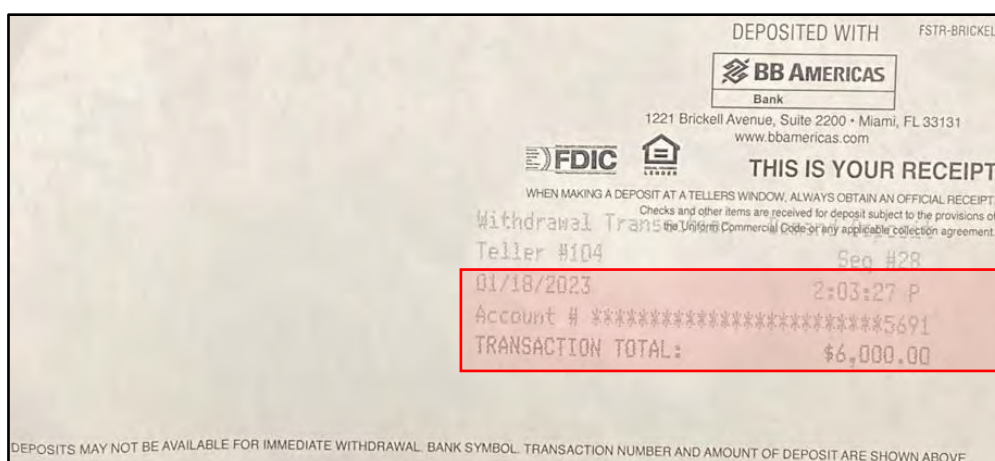 DEPOSITED WITH FSTR-BRICKEL
BB AMERICAS
Bank
1221 Brickell Avenue, Suite 2200 • Miami, FL 33131
www.bbamericas.com
FDIC
LENDER
THIS IS YOUR RECEIPT
WHEN MAKING A DEPOSIT AT A TELLERS WINDOW, ALWAYS OBTAIN AN OFFICIAL RECEIPT.
Checks and other items are received for deposit subject to the provisions of
the Uniform Commercial Code or any applicable collection agreement.
Withdrawal
Teller #104 Seq #28
01/18/2023 2:03:27 P
Account # *************************5691
TRANSACTION TOTAL: $6,000.00
DEPOSITS MAY NOT BE AVAILABLE FOR IMMEDIATE WITHDRAWAL. BANK SYMBOL. TRANSACTION NUMBER AND AMOUNT OF DEPOSIT ARE SHOWN ABOVE